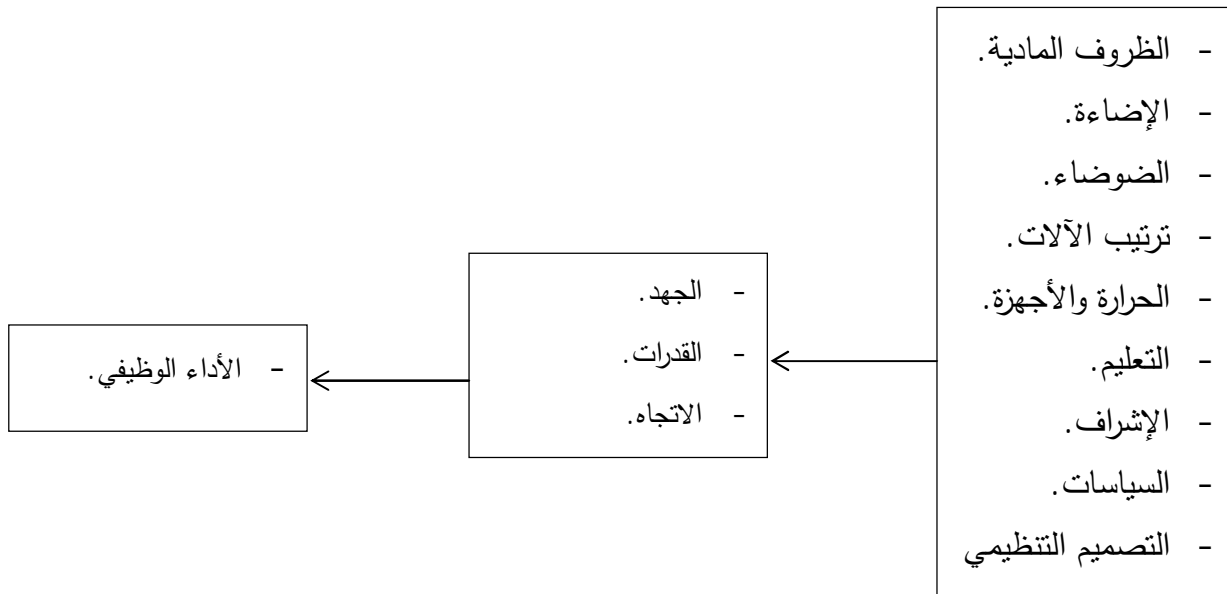 - الظروف المادية.
- الإضاءة.
- الضوضاء.
- ترتيب الآلات.
- الحرارة والأجهزة.
- التعليم.
- الإشراف.
- السياسات.
- التصميم التنظيمي
- الجهد.
- القدرات.
- الاتجاه.
- الأداء الوظيفي.